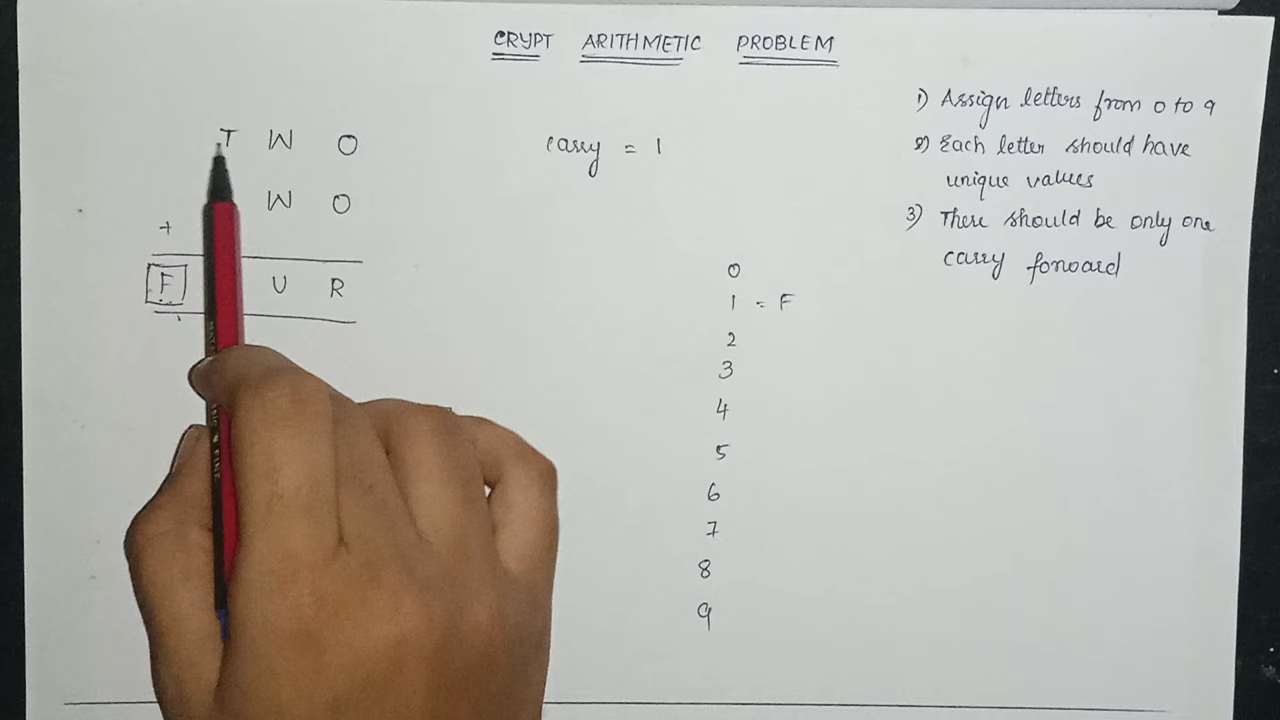 CRYPT ARITHMETIC PROBLEM
1) Assign letters from 0 to 9
2) Each letter should have
unique values
3) There should be only one
carry forward
T W O
W O
+
F U R
carry = 1
0
1 = F
2
3
4
5
6
7
8
9